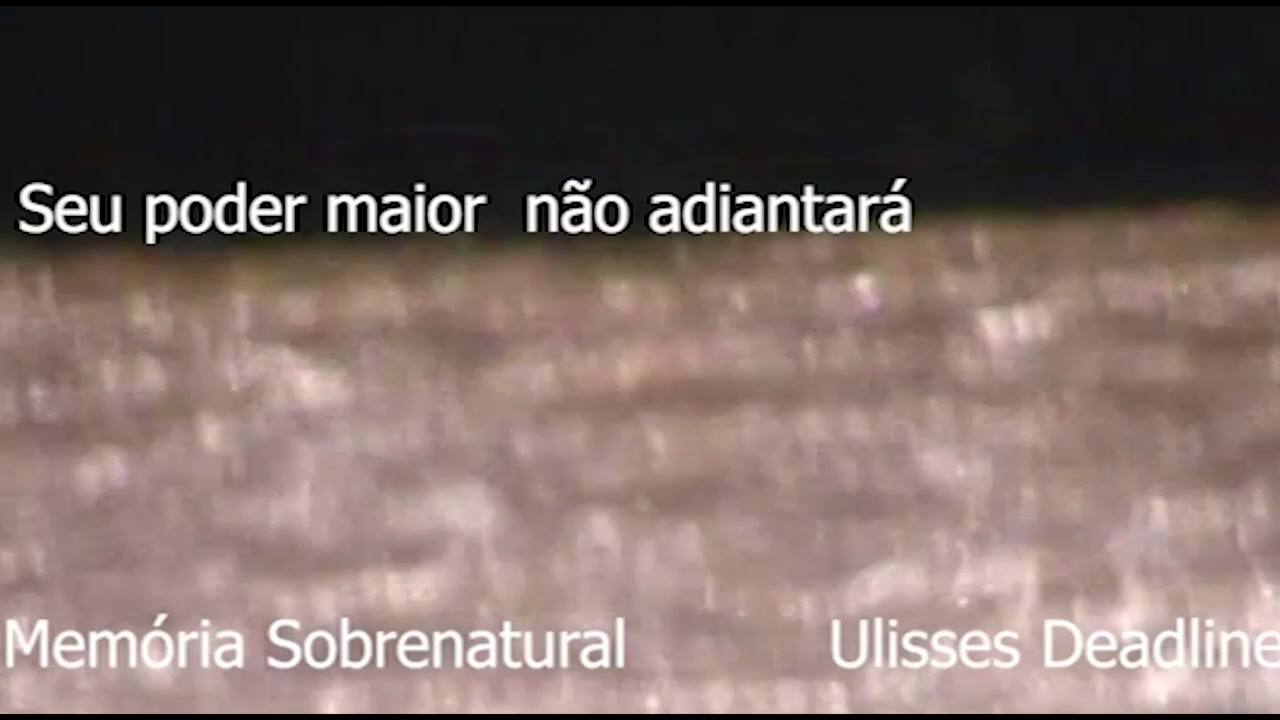 Seu poder maior não adiantará
Memória Sobrenatural Ulisses Deadline